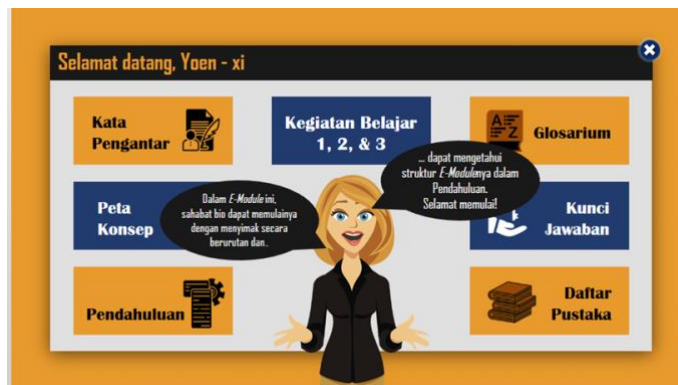 Selamat datang, Yoen - xi
Kata
Pengantar
Kegiatan Belajar
1, 2, & 3
A
Z
Glosarium
Peta
Konsep
Dalam E-Module ini,
sahabat bio dapat memulainya
dengan menyimak secara
berurutan dan..
... dapat mengetahui
struktur E-Modulenya dalam
Pendahuluan.
Selamat memulai!
Kunci
Jawaban
Pendahuluan
Daftar
Pustaka